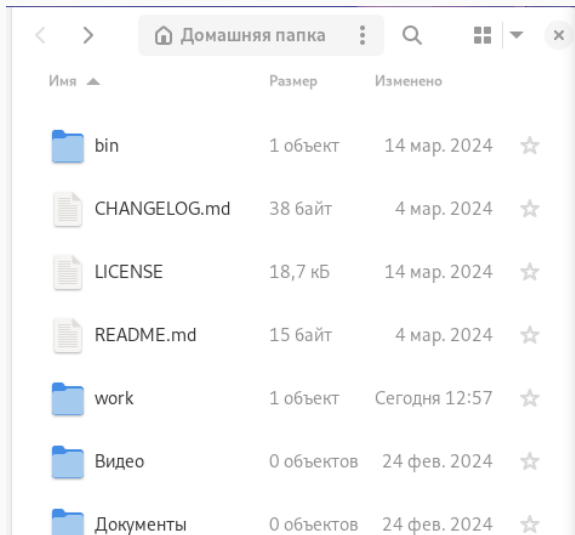 Домашняя папка
Имя Размер Изменено
bin 1 объект 14 мар. 2024
CHANGELOG.md 38 байт 4 мар. 2024
LICENSE 18,7 кБ 14 мар. 2024
README.md 15 байт 4 мар. 2024
work 1 объект Сегодня 12:57
Видео 0 объектов 24 фев. 2024
Документы 0 объектов 24 фев. 2024